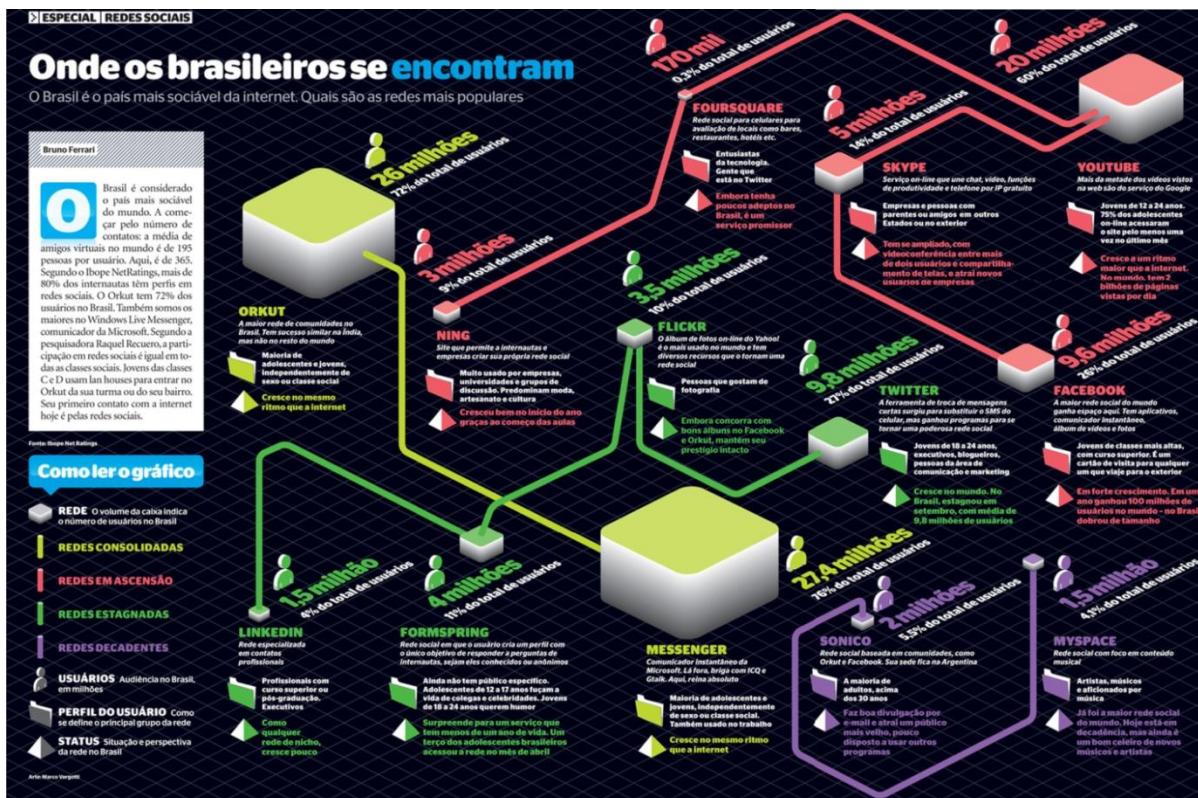 ESPECIAL | REDES SOCIAIS
Onde os brasileiros se encontram
O Brasil é o país mais sociável da internet. Quais são as redes mais populares
Bruno Ferrari
O Brasil é considerado
o país mais sociável
do mundo. A come-
çar pelo número de
contatos: a média de
amigos virtuais no mundo é de 195
pessoas por usuário. Aqui, é de 365.
Segundo o Ibope NetRatings, mais de
80% dos internautas têm perfis em
redes sociais. O Orkut tem 72% dos
usuários no Brasil. Também somos os
maiores no Windows Live Messenger,
comunicador da Microsoft. Segundo a
pesquisadora Raquel Recuero, a parti-
cipação em redes sociais é igual em to-
das as classes sociais. Jovens das classes
C e D usam lan houses para entrar no
Orkut da sua turma ou do seu bairro.
Seu primeiro contato com a internet
hoje é pelas redes sociais.
Fonte: Ibope Net Ratings
Como ler o gráfico
REDE O volume da caixa indica
o número de usuários no Brasil
REDES CONSOLIDADAS
REDES EM ASCENSÃO
REDES ESTAGNADAS
REDES DECADENTES
USUÁRIOS Audiência no Brasil,
em milhões
PERFIL DO USUÁRIO Como
se define o principal grupo da rede
STATUS Situação e perspectiva
da rede no Brasil
Arte: Marco Vergotti
26 milhões
72% do total de usuários
ORKUT
A maior rede de comunidades no
Brasil. Tem sucesso similar na Índia,
mas não no resto do mundo
Maioria de
adolescentes e jovens,
independentemente de
sexo ou classe social
Cresce no mesmo
ritmo que a internet
3 milhões
9% do total de usuários
NING
Site que permite a internautas e
empresas criar sua própria rede social
Muito usado por empresas,
universidades e grupos de
discussão. Predominam moda,
artesanato e cultura
Cresceu bem no início do ano
graças ao começo das aulas
170 mil
0,3% do total de usuários
FOURSQUARE
Rede social para celulares para
avaliação de locais como bares,
restaurantes, hotéis etc.
Entusiastas
da tecnologia.
Gente que
está no Twitter
Embora tenha
poucos adeptos no
Brasil, é um
serviço promissor
5 milhões
14% do total de usuários
SKYPE
Serviço on-line que une chat, vídeo, funções
de produtividade e telefone por IP gratuito
Empresas e pessoas com
parentes ou amigos em outros
Estados ou no exterior
Tem se ampliado, com
videoconferência entre mais
de dois usuários e compartilha-
mento de telas, e atrai novos
usuários de empresas
20 milhões
60% do total de usuários
YOUTUBE
Mais da metade dos vídeos vistos
na web são do serviço do Google
Jovens de 12 a 24 anos.
75% dos adolescentes
on-line acessaram
o site pelo menos uma
vez no último mês
Cresce a um ritmo
maior que a internet.
No mundo, tem 2
bilhões de páginas
vistas por dia
3,5 milhões
10% do total de usuários
FLICKR
O álbum de fotos on-line do Yahoo!
é o mais usado no mundo e tem
diversos recursos que o tornam uma
rede social
Pessoas que gostam de
fotografia
Embora concorra com
bons álbuns no Facebook
e Orkut, mantém seu
prestígio intacto
9,8 milhões
27% do total de usuários
TWITTER
A ferramenta de troca de mensagens
curtas surgiu para substituir o SMS do
celular, mas ganhou programas para se
tornar uma poderosa rede social
Jovens de 18 a 24 anos,
executivos, blogueiros,
pessoas da área de
comunicação e marketing
Cresce no mundo. No
Brasil, estagnou em
setembro, com média de
9,8 milhões de usuários
9,6 milhões
26% do total de usuários
FACEBOOK
A maior rede social do mundo
ganha espaço aqui. Tem aplicativos,
comunicador instantâneo,
álbum de vídeos e fotos
Jovens de classes mais altas,
com curso superior. É um
cartão de visita para qualquer
um que viaje para o exterior
Em forte crescimento. Em um
ano ganhou 100 milhões de
usuários no mundo – no Brasil
dobrou de tamanho
1,5 milhão
4% do total de usuários
LINKEDIN
Rede especializada
em contatos
profissionais
Profissionais com
curso superior ou
pós-graduação.
Executivos
Como
qualquer
rede de nicho,
cresce pouco
4 milhões
11% do total de usuários
FORMSPRING
Rede social em que o usuário cria um perfil com
o único objetivo de responder a perguntas de
internautas, sejam eles conhecidos ou anônimos
Ainda não tem público específico.
Adolescentes de 12 a 17 anos fuçam a
vida de colegas e celebridades. Jovens
de 18 a 24 anos querem humor
Surpreende para um serviço que
tem menos de um ano de vida. Um
terço dos adolescentes brasileiros
acessou a rede no mês de abril
27,4 milhões
76% do total de usuários
MESSENGER
Comunicador instantâneo da
Microsoft. Lá fora, briga com ICQ e
Gtalk. Aqui, reina absoluto
Maioria de adolescentes e
jovens, independentemente
de sexo ou classe social.
Também usado no trabalho
Cresce no mesmo ritmo
que a internet
2 milhões
5,5% do total de usuários
SONICO
Rede social baseada em comunidades, como
Orkut e Facebook. Sua sede fica na Argentina
A maioria de
adultos, acima
dos 30 anos
Faz boa divulgação por
e-mail e atrai um público
mais velho, pouco
disposto a usar outros
programas
1,5 milhão
4,1% do total de usuários
MYSPACE
Rede social com foco em conteúdo
musical
Artistas, músicos
e aficionados por
música
Já foi a maior rede social
do mundo. Hoje está em
decadência, mas ainda é
um bom celeiro de novos
músicos e artistas